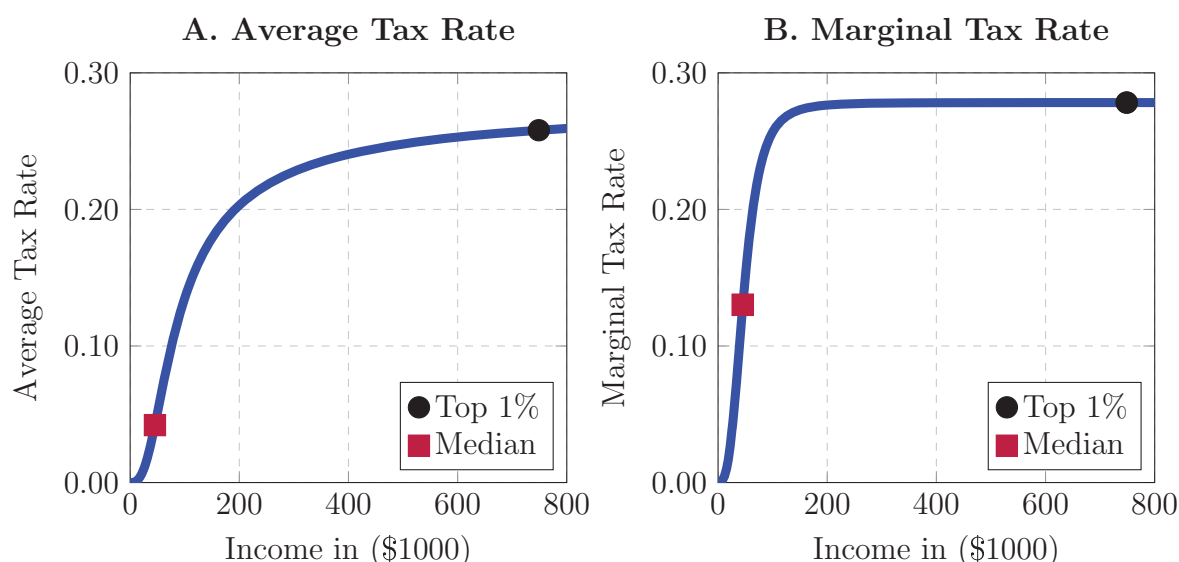 A. Average Tax Rate
Average Tax Rate
0.30
0.20
0.10
0.00
0
200
400
600
800
Income in ($1000)
Top 1%
Median
B. Marginal Tax Rate
Marginal Tax Rate
0.30
0.20
0.10
0.00
0
200
400
600
800
Income in ($1000)
Top 1%
Median